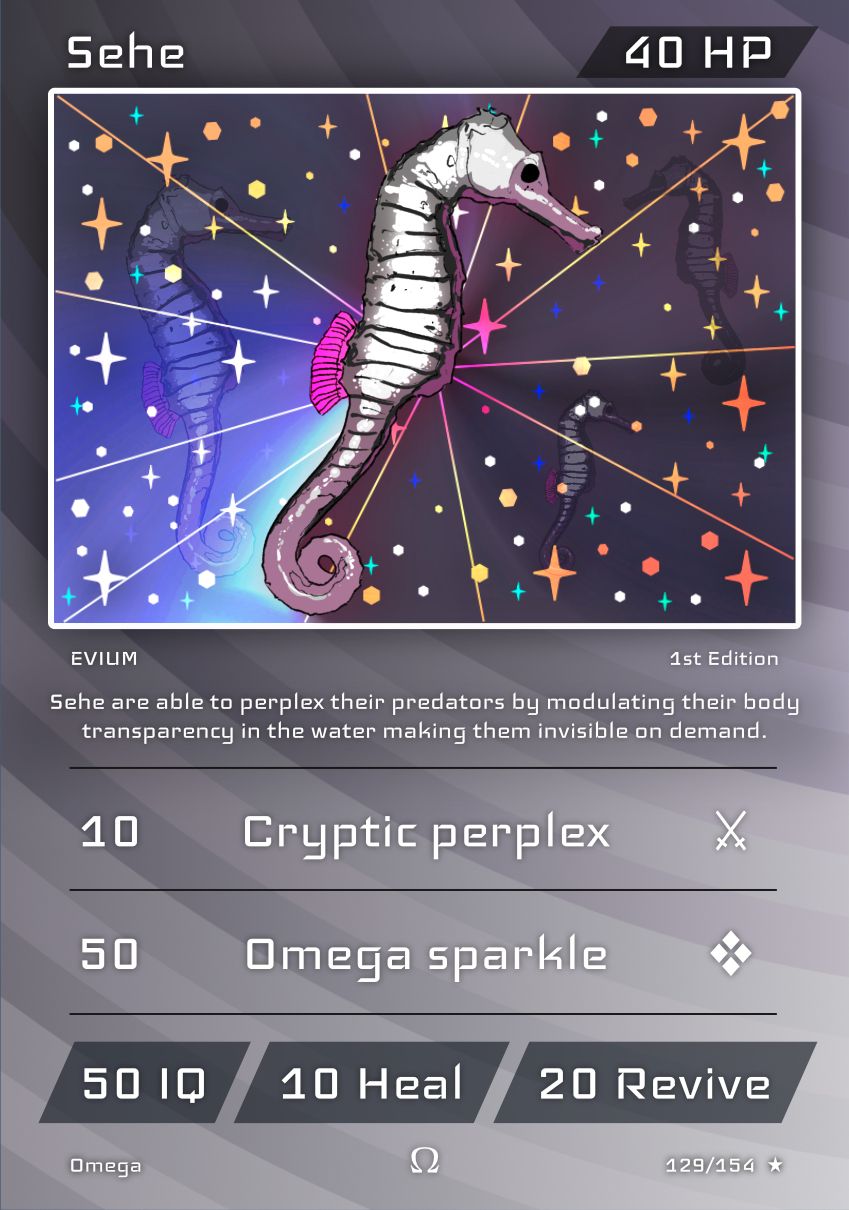 Sehe
40 HP
EVIUM
1st Edition
Sehe are able to perplex their predators by modulating their body
transparency in the water making them invisible on demand.
10 Cryptic perplex
50 Omega sparkle
50 IQ
10 Heal
20 Revive
Omega
Ω
129/154 ★